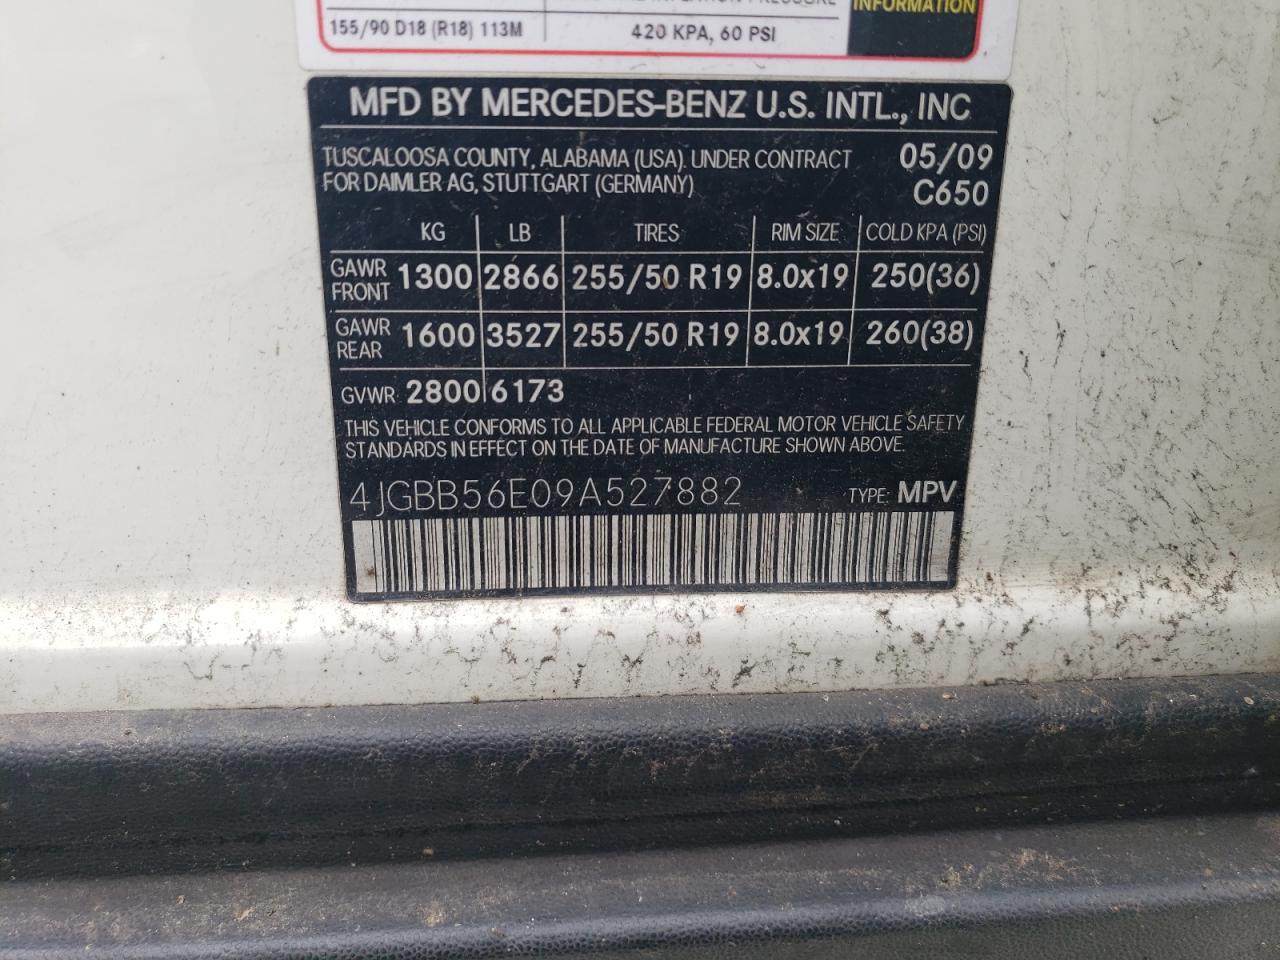 INFORMATION
155/90 D18 (R18) 113M 420 KPA, 60 PSI
MFD BY MERCEDES-BENZ U.S. INTL., INC
TUSCALOOSA COUNTY, ALABAMA (USA). UNDER CONTRACT 05/09
FOR DAIMLER AG, STUTTGART (GERMANY) C650
KG LB TIRES RIM SIZE COLD KPA (PSI)
GAWR FRONT 1300 2866 255/50 R19 8.0x19 250(36)
GAWR REAR 1600 3527 255/50 R19 8.0x19 260(38)
GVWR 2800 6173
THIS VEHICLE CONFORMS TO ALL APPLICABLE FEDERAL MOTOR VEHICLE SAFETY
STANDARDS IN EFFECT ON THE DATE OF MANUFACTURE SHOWN ABOVE.
4JGBB56E09A527882 TYPE: MPV